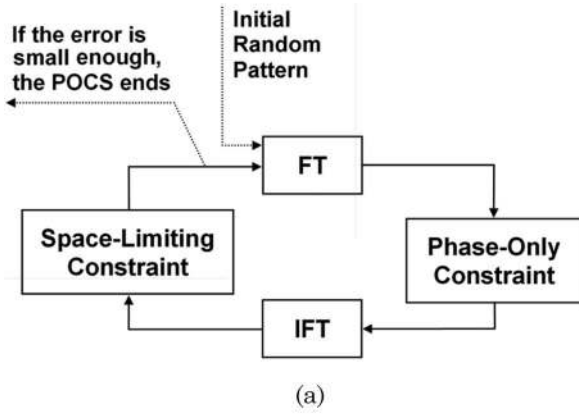 If the error is
small enough,
the POCS ends
Initial
Random
Pattern
FT
Space-Limiting
Constraint
Phase-Only
Constraint
IFT
(a)